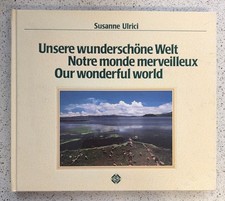 Susanne Ulrici
Unsere wunderschöne Welt
Notre monde merveilleux
Our wonderful world